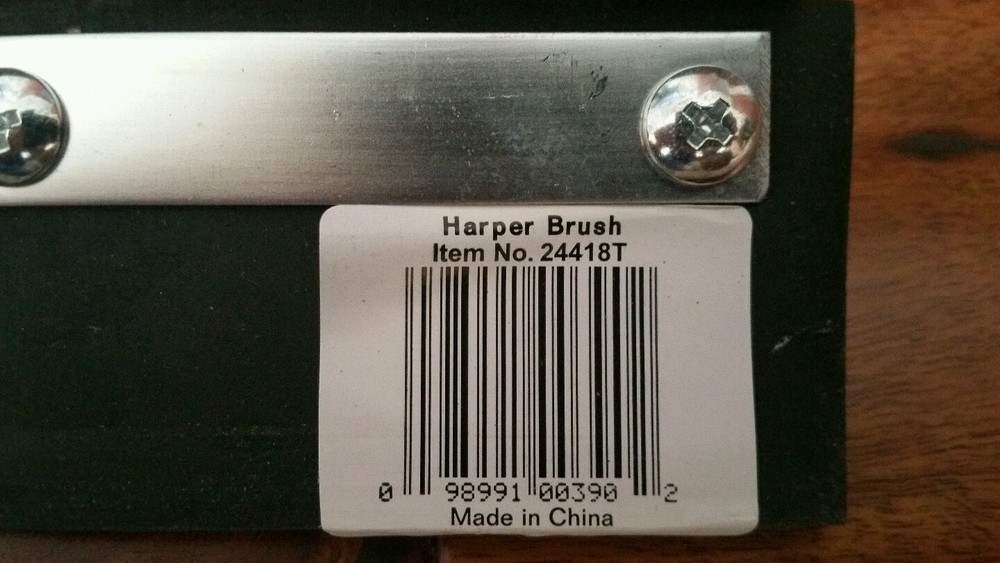 Harper Brush
Item No. 24418T
0 98991 00390 2
Made in China